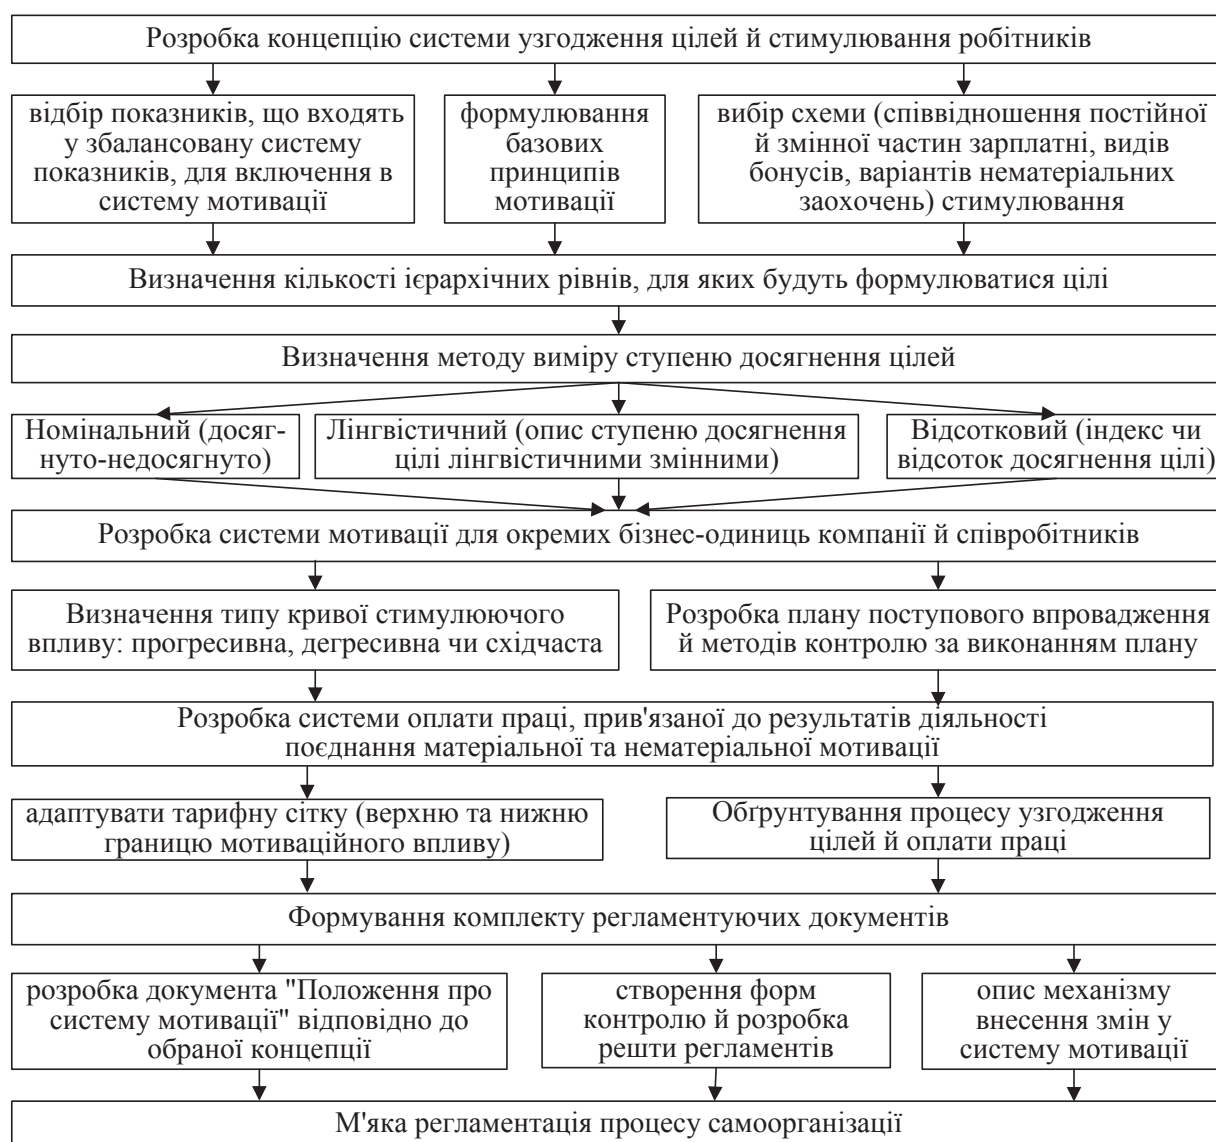 Розробка концепцію системи узгодження цілей й стимулювання робітників
відбір показників, що входять
у збалансовану систему
показників, для включення в
систему мотивації
формулювання
базових
принципів
мотивації
вибір схеми (співвідношення постійної
й змінної частин зарплатні, видів
бонусів, варіантів нематеріальних
заохочень) стимулювання
Визначення кількості ієрархічних рівнів, для яких будуть формулюватися цілі
Визначення методу виміру ступеню досягнення цілей
Номінальний (досяг-
нуто-недосягнуто)
Лінгвістичний (опис ступеню досягнення
цілі лінгвістичними змінними)
Відсотковий (індекс чи
відсоток досягнення цілі)
Розробка системи мотивації для окремих бізнес-одиниць компанії й співробітників
Визначення типу кривої стимулюючого
впливу: прогресивна, дегресивна чи східчаста
Розробка плану поступового впровадження
й методів контролю за виконанням плану
Розробка системи оплати праці, прив'язаної до результатів діяльності
поєднання матеріальної та нематеріальної мотивації
адаптувати тарифну сітку (верхню та нижню
границю мотиваційного впливу)
Обґрунтування процесу узгодження
цілей й оплати праці
Формування комплекту регламентуючих документів
розробка документа "Положення про
систему мотивації" відповідно до
обраної концепції
створення форм
контролю й розробка
решти регламентів
опис механізму
внесення змін у
систему мотивації
М'яка регламентація процесу самоорганізації